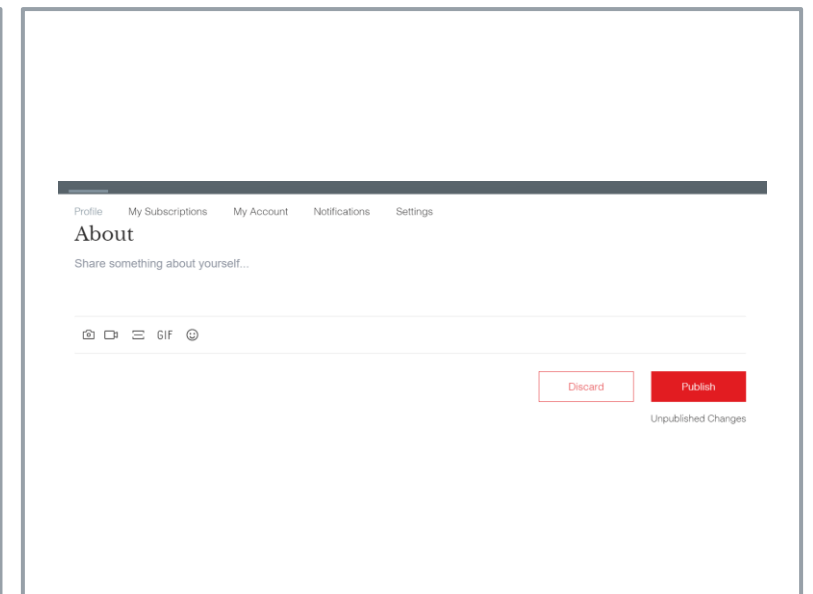 Profile My Subscriptions My Account Notifications Settings
About
Share something about yourself...
GIF
Discard Publish
Unpublished Changes